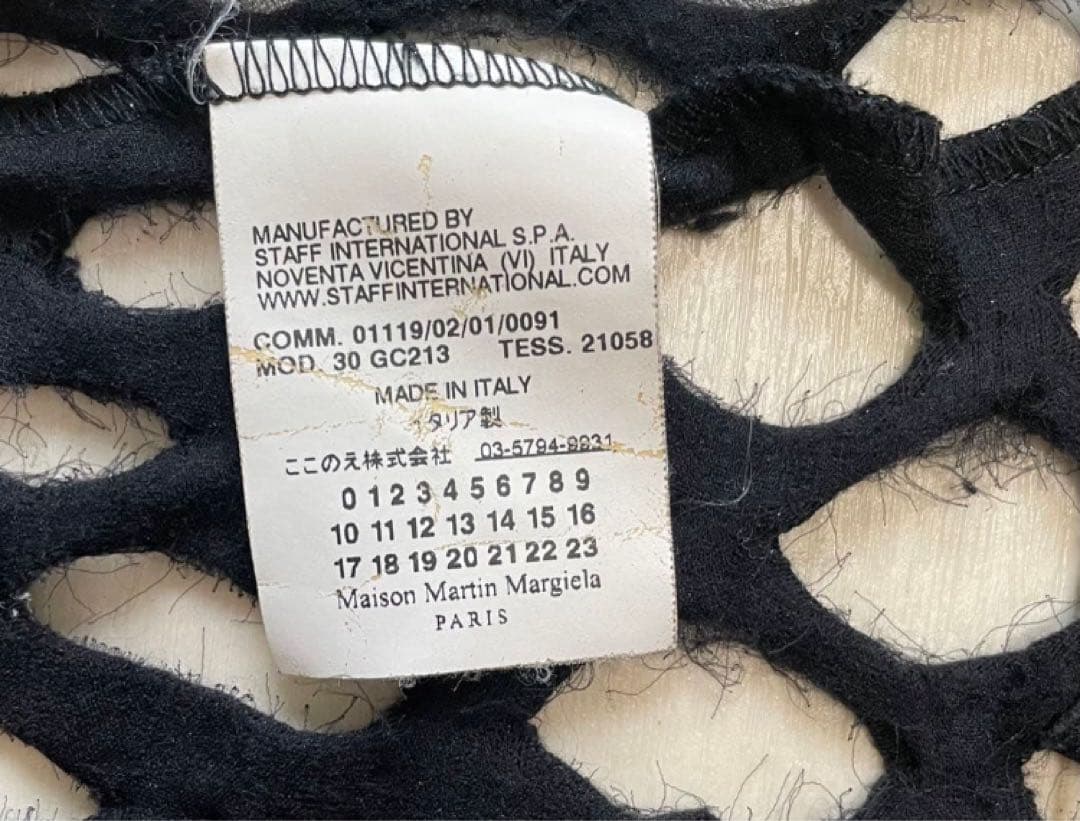 MANUFACTURED BY
STAFF INTERNATIONAL S.P.A.
NOVENTA VICENTINA (VI) ITALY
WWW.STAFFINTERNATIONAL.COM
COMM. 01119/02/01/0091
MOD. 30 GC213 TESS. 21058
MADE IN ITALY
イタリア製
ここのえ株式会社 03-5794-9931
0 1 2 3 4 5 6 7 8 9
10 11 12 13 14 15 16
17 18 19 20 21 22 23
Maison Martin Margiela
PARIS